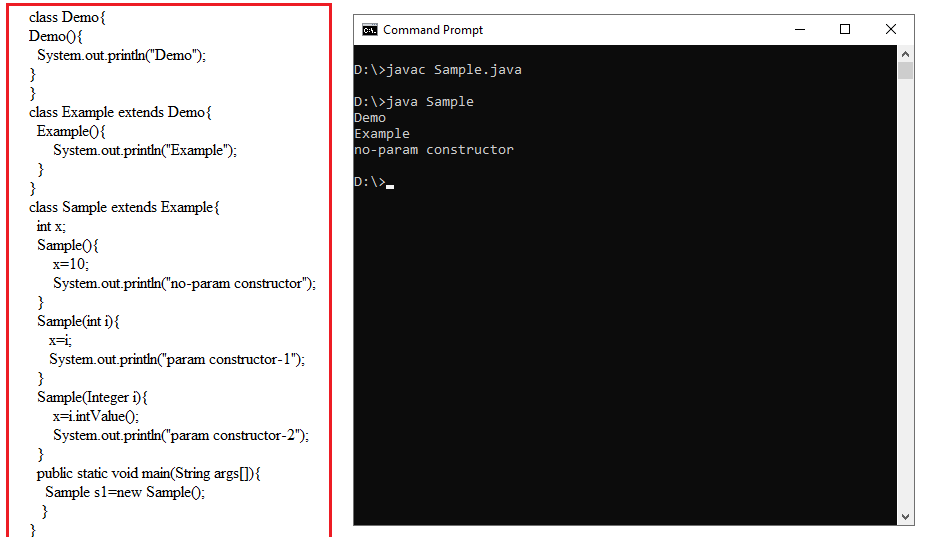 class Demo{
Demo(){
System.out.println("Demo");
}
}
class Example extends Demo{
Example(){
System.out.println("Example");
}
}
class Sample extends Example{
int x;
Sample(){
x=10;
System.out.println("no-param constructor");
}
Sample(int i){
x=i;
System.out.println("param constructor-1");
}
Sample(Integer i){
x=i.intValue();
System.out.println("param constructor-2");
}
public static void main(String args[]){
Sample s1=new Sample();
}
}
C:\.
Command Prompt
D:\>javac Sample.java
D:\>java Sample
Demo
Example
no-param constructor
D:\>